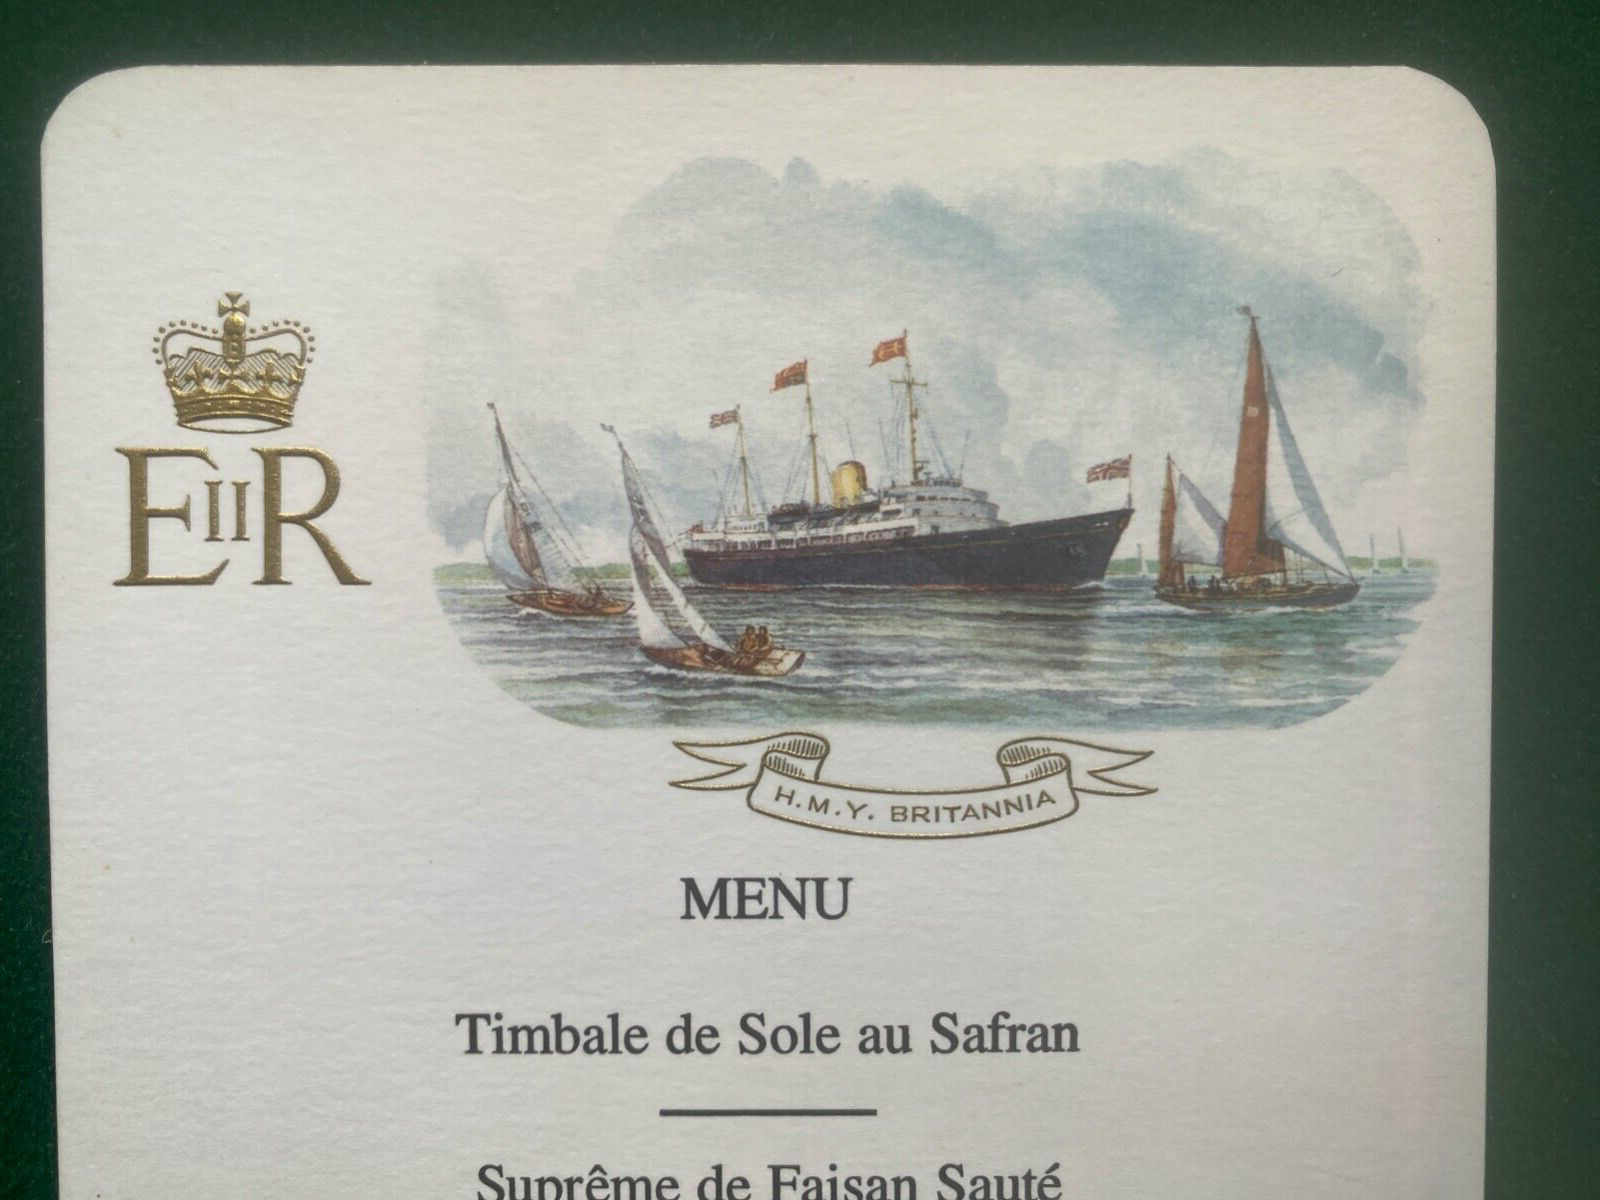 EIIR
H.M.Y. BRITANNIA
MENU
Timbale de Sole au Safran
Suprême de Faisan Sauté